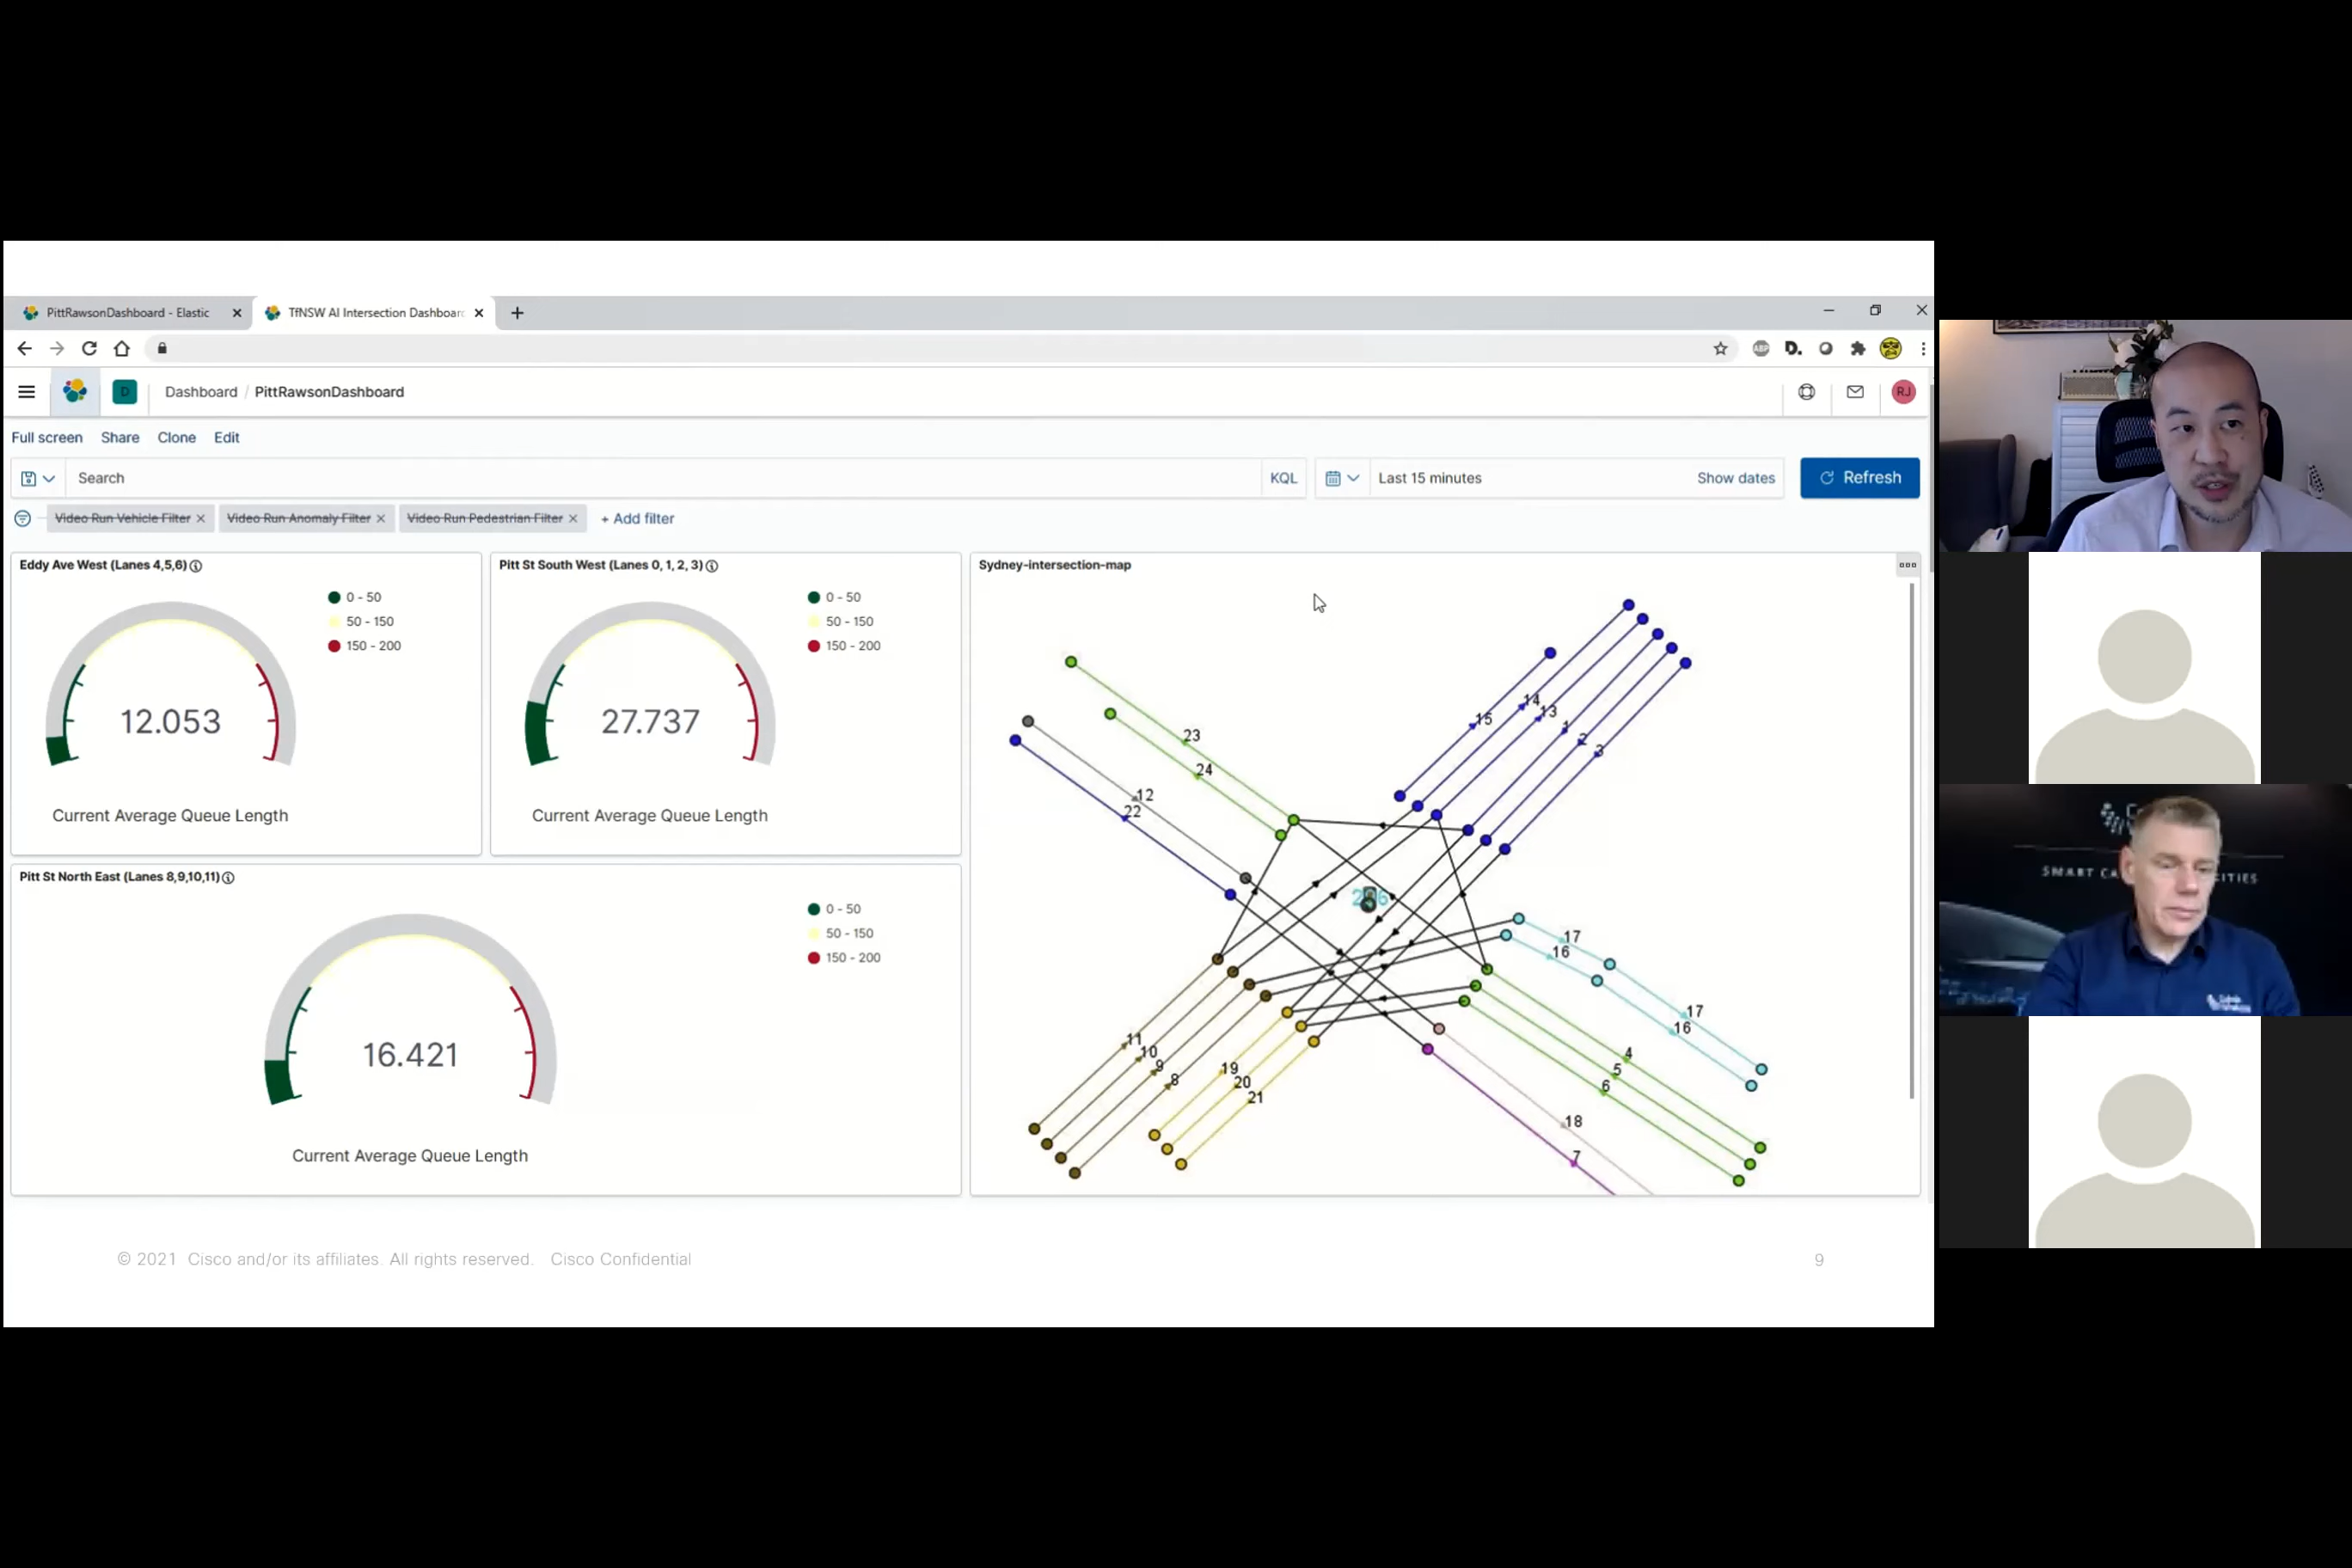 PittRawsonDashboard - Elastic
TfNSW AI Intersection Dashboard
ABP
D.
D
Dashboard / PittRawsonDashboard
RJ
Full screen Share Clone Edit
Search
KQL
Last 15 minutes
Show dates
Refresh
Video Run Vehicle Filter
Video Run Anomaly Filter
Video Run Pedestrian Filter
+ Add filter
Eddy Ave West (Lanes 4,5,6)
0 - 50
50 - 150
150 - 200
12.053
Current Average Queue Length
Pitt St South West (Lanes 0, 1, 2, 3)
0 - 50
50 - 150
150 - 200
27.737
Current Average Queue Length
Pitt St North East (Lanes 8,9,10,11)
0 - 50
50 - 150
150 - 200
16.421
Current Average Queue Length
Sydney-intersection-map
14
13
15
1
2
3
23
24
12
22
17
16
17
16
11
10
9
8
19
20
21
4
5
6
18
7
© 2021 Cisco and/or its affiliates. All rights reserved. Cisco Confidential
9
SMART